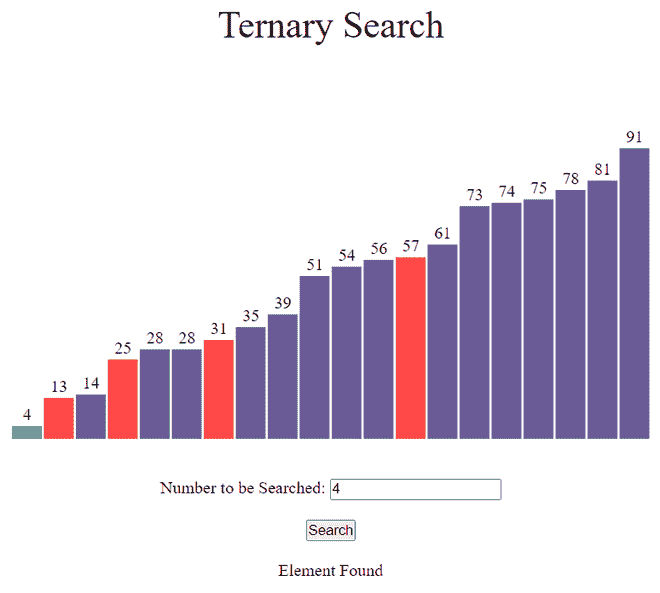 Ternary Search
4 13 14 25 28 28 31 35 39 51 54 56 57 61 73 74 75 78 81 91
Number to be Searched: 4
Search
Element Found